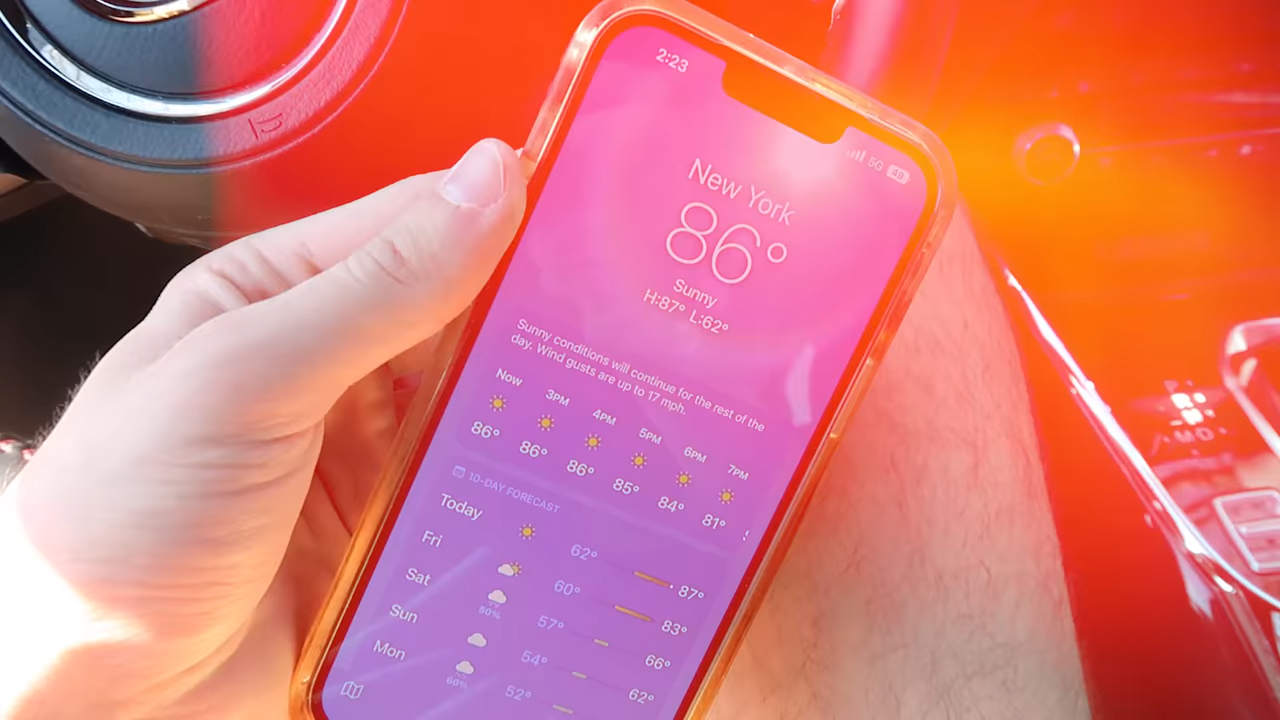 2:23
5G 49
New York
86°
Sunny
H:87° L:62°
Sunny conditions will continue for the rest of the
day. Wind gusts are up to 17 mph.
Now 3PM 4PM 5PM 6PM 7PM
86° 86° 86° 85° 84° 81°
10-DAY FORECAST
Today 62° 87°
Fri 60° 83°
Sat 50% 57° 66°
Sun 54° 62°
Mon 60% 52°